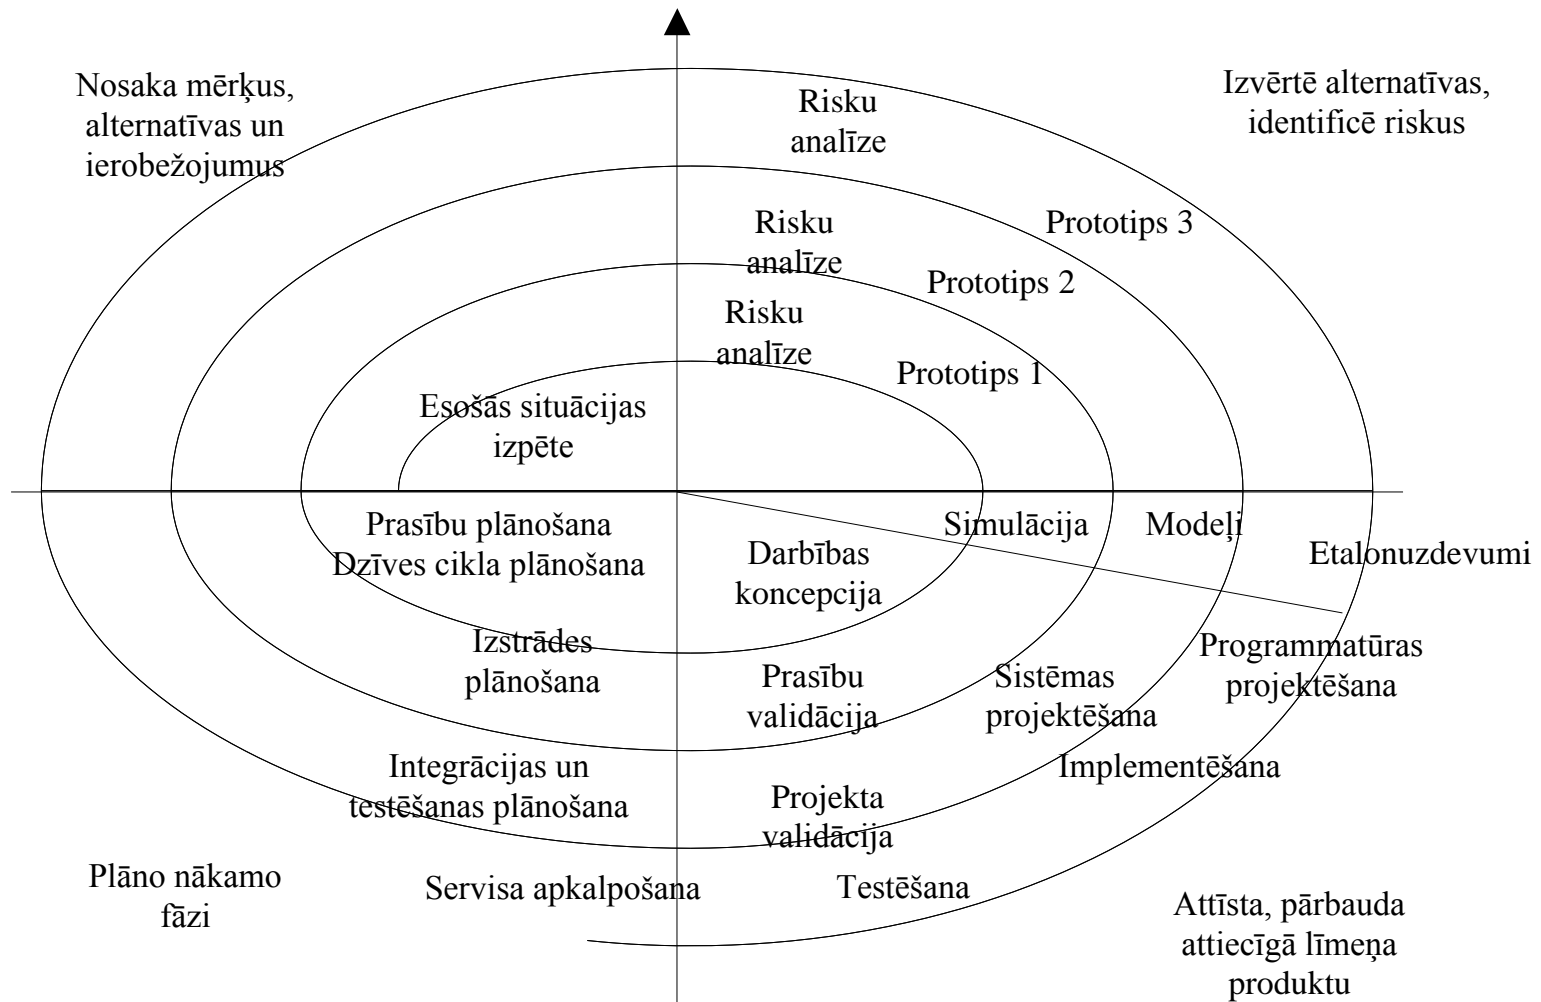 Nosaka mērķus,
alternatīvas un
ierobežojumus
Izvērtē alternatīvas,
identificē riskus
Risku
analīze
Prototips 3
Risku
analīze
Prototips 2
Risku
analīze
Prototips 1
Esošās situācijas
izpēte
Prasību plānošana
Dzīves cikla plānošana
Simulācija
Modeļi
Etalonuzdevumi
Darbības
koncepcija
Izstrādes
plānošana
Prasību
validācija
Sistēmas
projektēšana
Programmatūras
projektēšana
Integrācijas un
testēšanas plānošana
Projekta
validācija
Implementēšana
Plāno nākamo
fāzi
Servisa apkalpošana
Testēšana
Attīsta, pārbauda
attiecīgā līmeņa
produktu